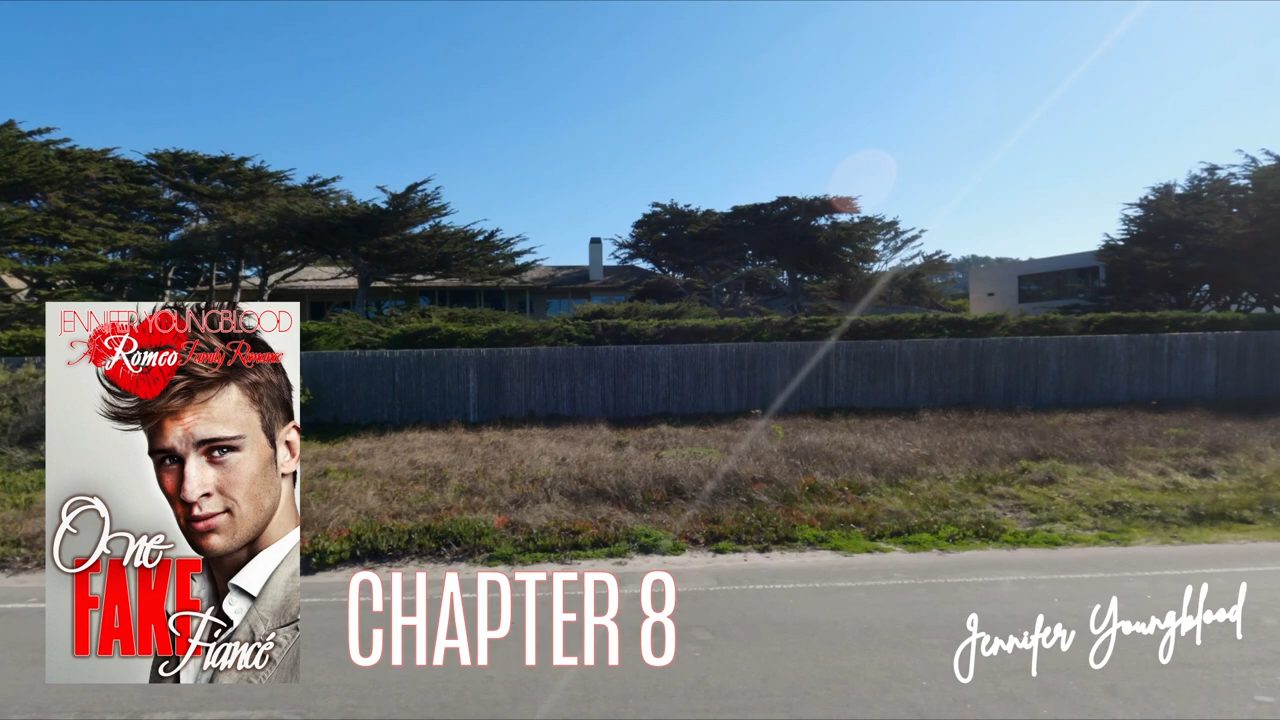 JENNIFER YOUNGBLOOD
A Romeo Family Romance
One
FAKE
Fiancé
CHAPTER 8
Jennifer Youngblood